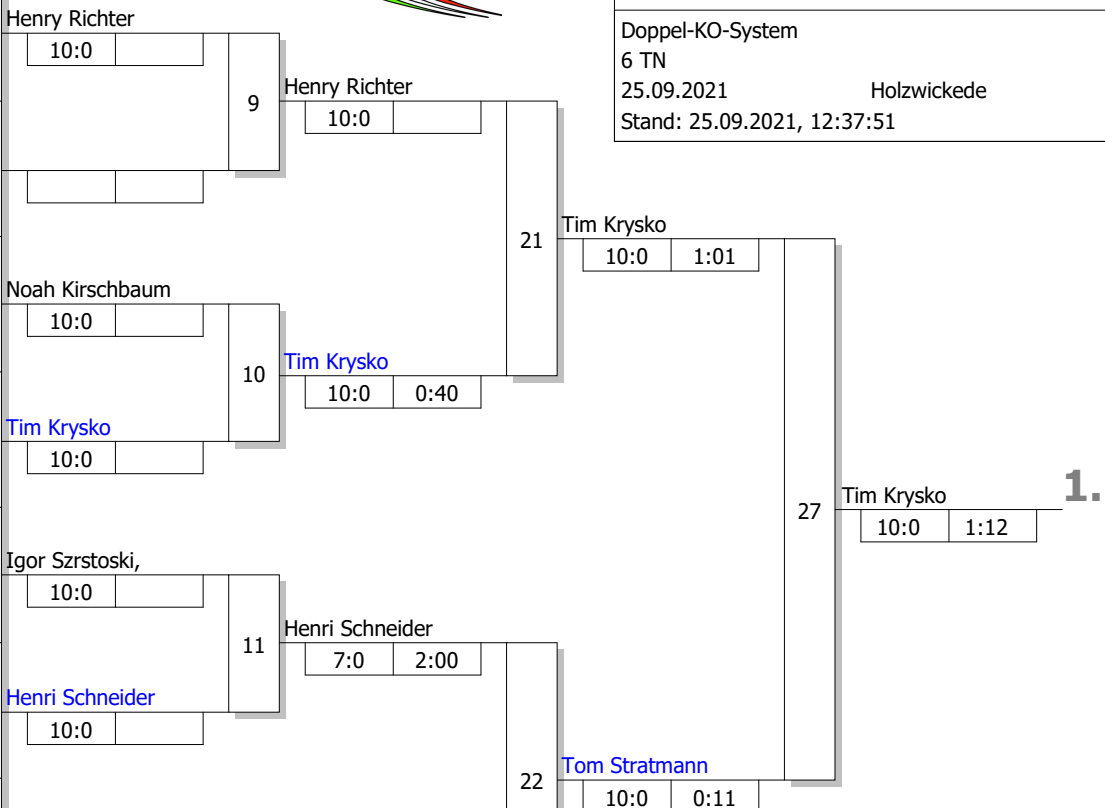 Henry Richter
10:0
9
Henry Richter
10:0
Doppel-KO-System
6 TN
25.09.2021 Holzwickede
Stand: 25.09.2021, 12:37:51
21
Tim Krysko
10:0 1:01
Noah Kirschbaum
10:0
10
Tim Krysko
10:0 0:40
Tim Krysko
10:0
27
Tim Krysko
10:0 1:12
1.
Igor Szrstoski,
10:0
11
Henri Schneider
7:0 2:00
Henri Schneider
10:0
22
Tom Stratmann
10:0 0:11